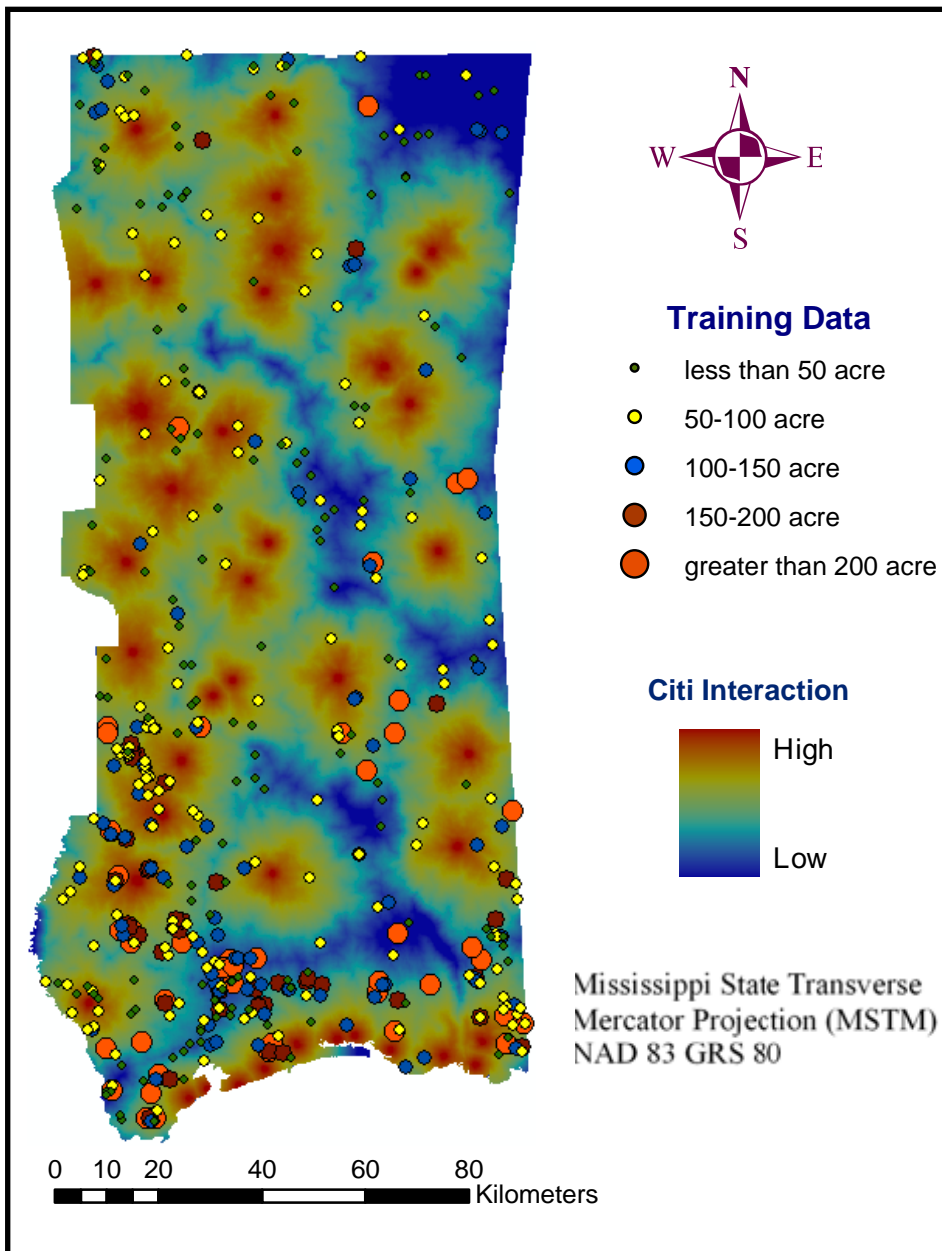 N
W E
S
Training Data
less than 50 acre
50-100 acre
100-150 acre
150-200 acre
greater than 200 acre
Citi Interaction
High
Low
Mississippi State Transverse
Mercator Projection (MSTM)
NAD 83 GRS 80
0 10 20 40 60 80
Kilometers